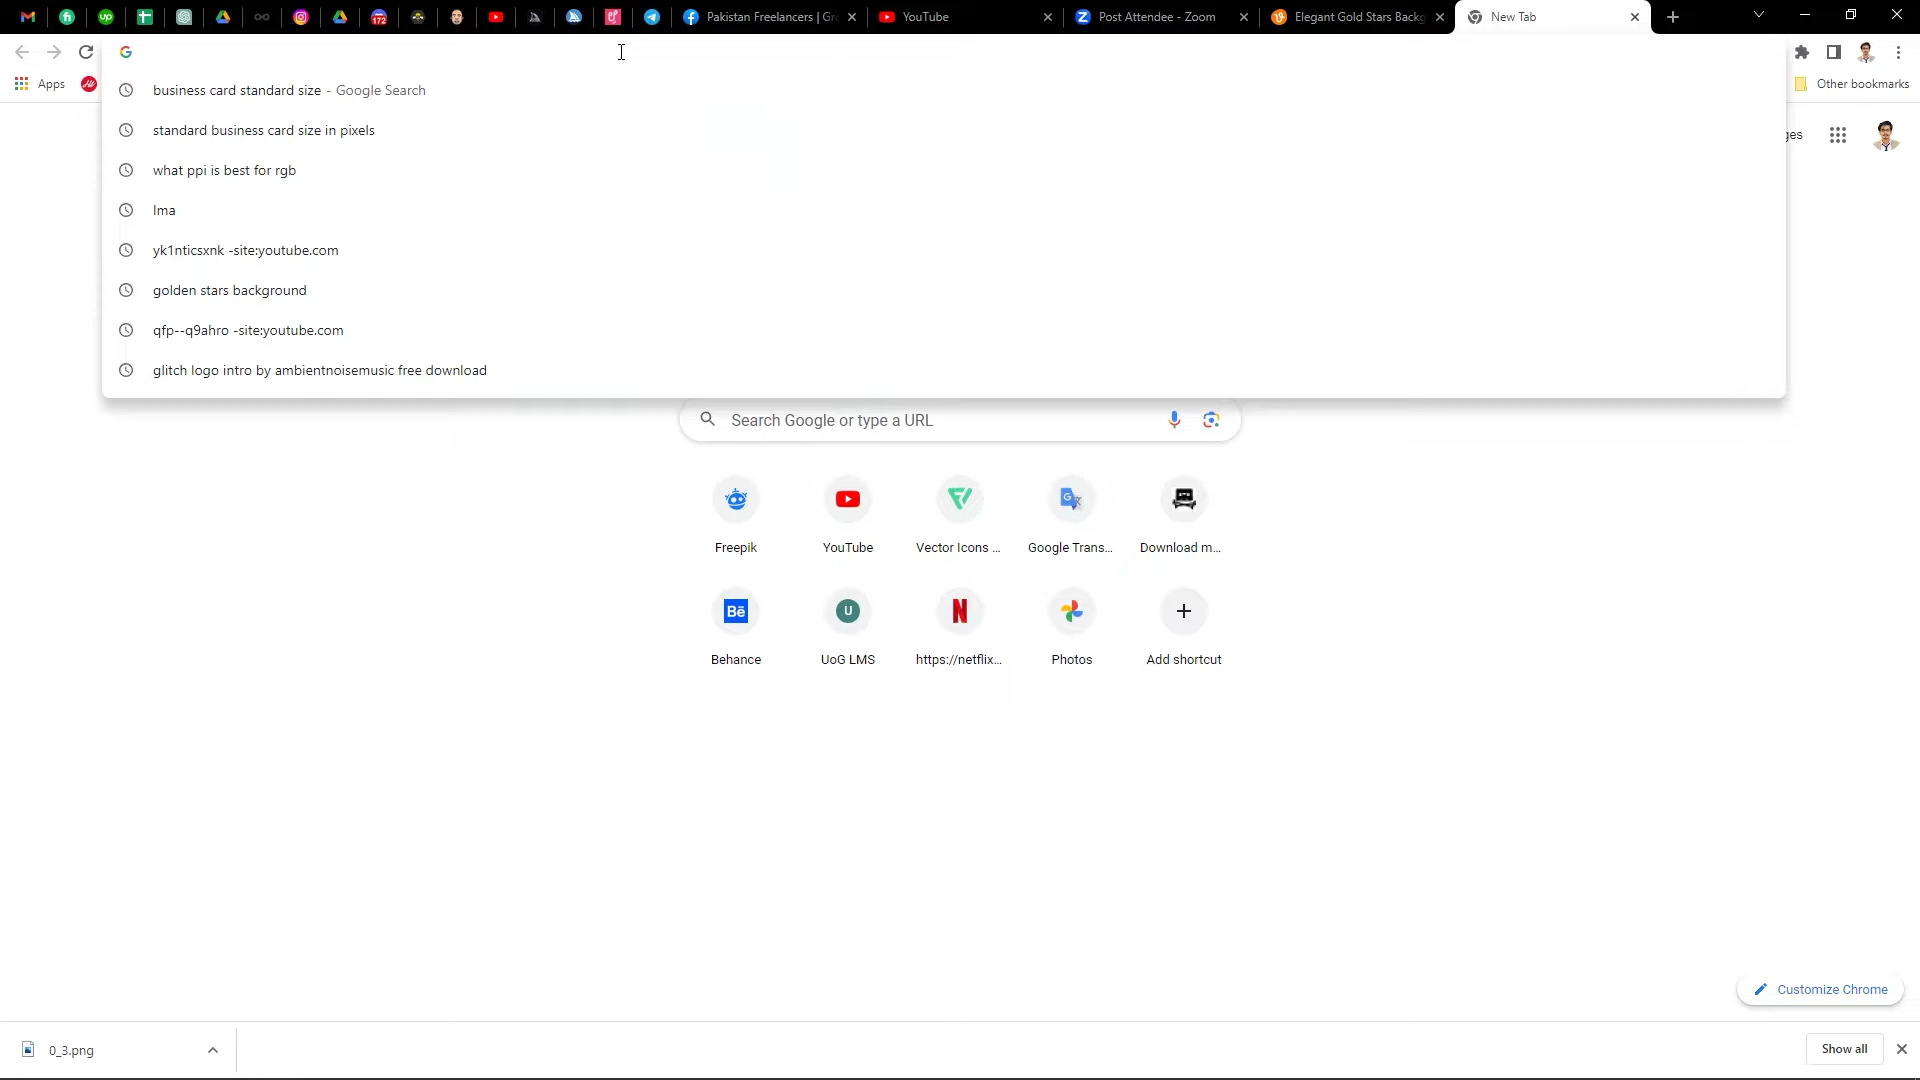 172
Pakistan Freelancers | Gr
YouTube
Post Attendee - Zoom
Elegant Gold Stars Backg
New Tab
Apps
Other bookmarks
business card standard size - Google Search
standard business card size in pixels
what ppi is best for rgb
lma
yk1nticsxnk -site:youtube.com
golden stars background
qfp--q9ahro -site:youtube.com
glitch logo intro by ambientnoisemusic free download
ges
Search Google or type a URL
Freepik
YouTube
Vector Icons ...
Google Trans...
Download m...
Bē
U
N
Behance
UoG LMS
https://netflix...
Photos
Add shortcut
Customize Chrome
0_3.png
Show all